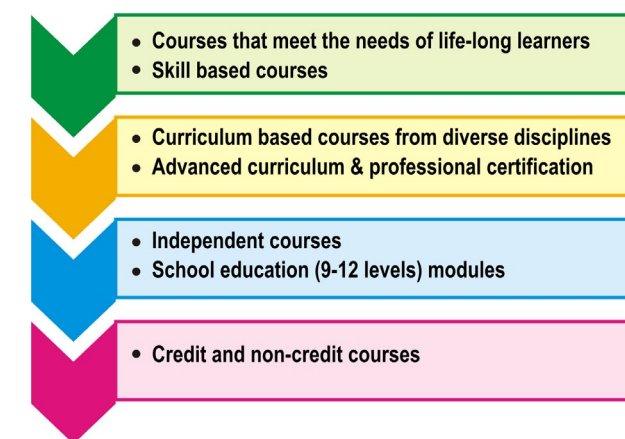 • Courses that meet the needs of life-long learners
• Skill based courses
• Curriculum based courses from diverse disciplines
• Advanced curriculum & professional certification
• Independent courses
• School education (9-12 levels) modules
• Credit and non-credit courses